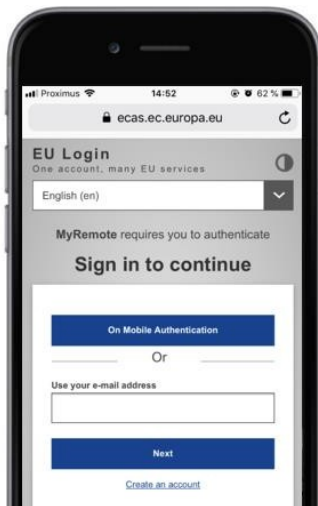 Proximus 14:52 62 %
ecas.ec.europa.eu
EU Login
One account, many EU services
English (en)
MyRemote requires you to authenticate
Sign in to continue
On Mobile Authentication
Or
Use your e-mail address
Next
Create an account